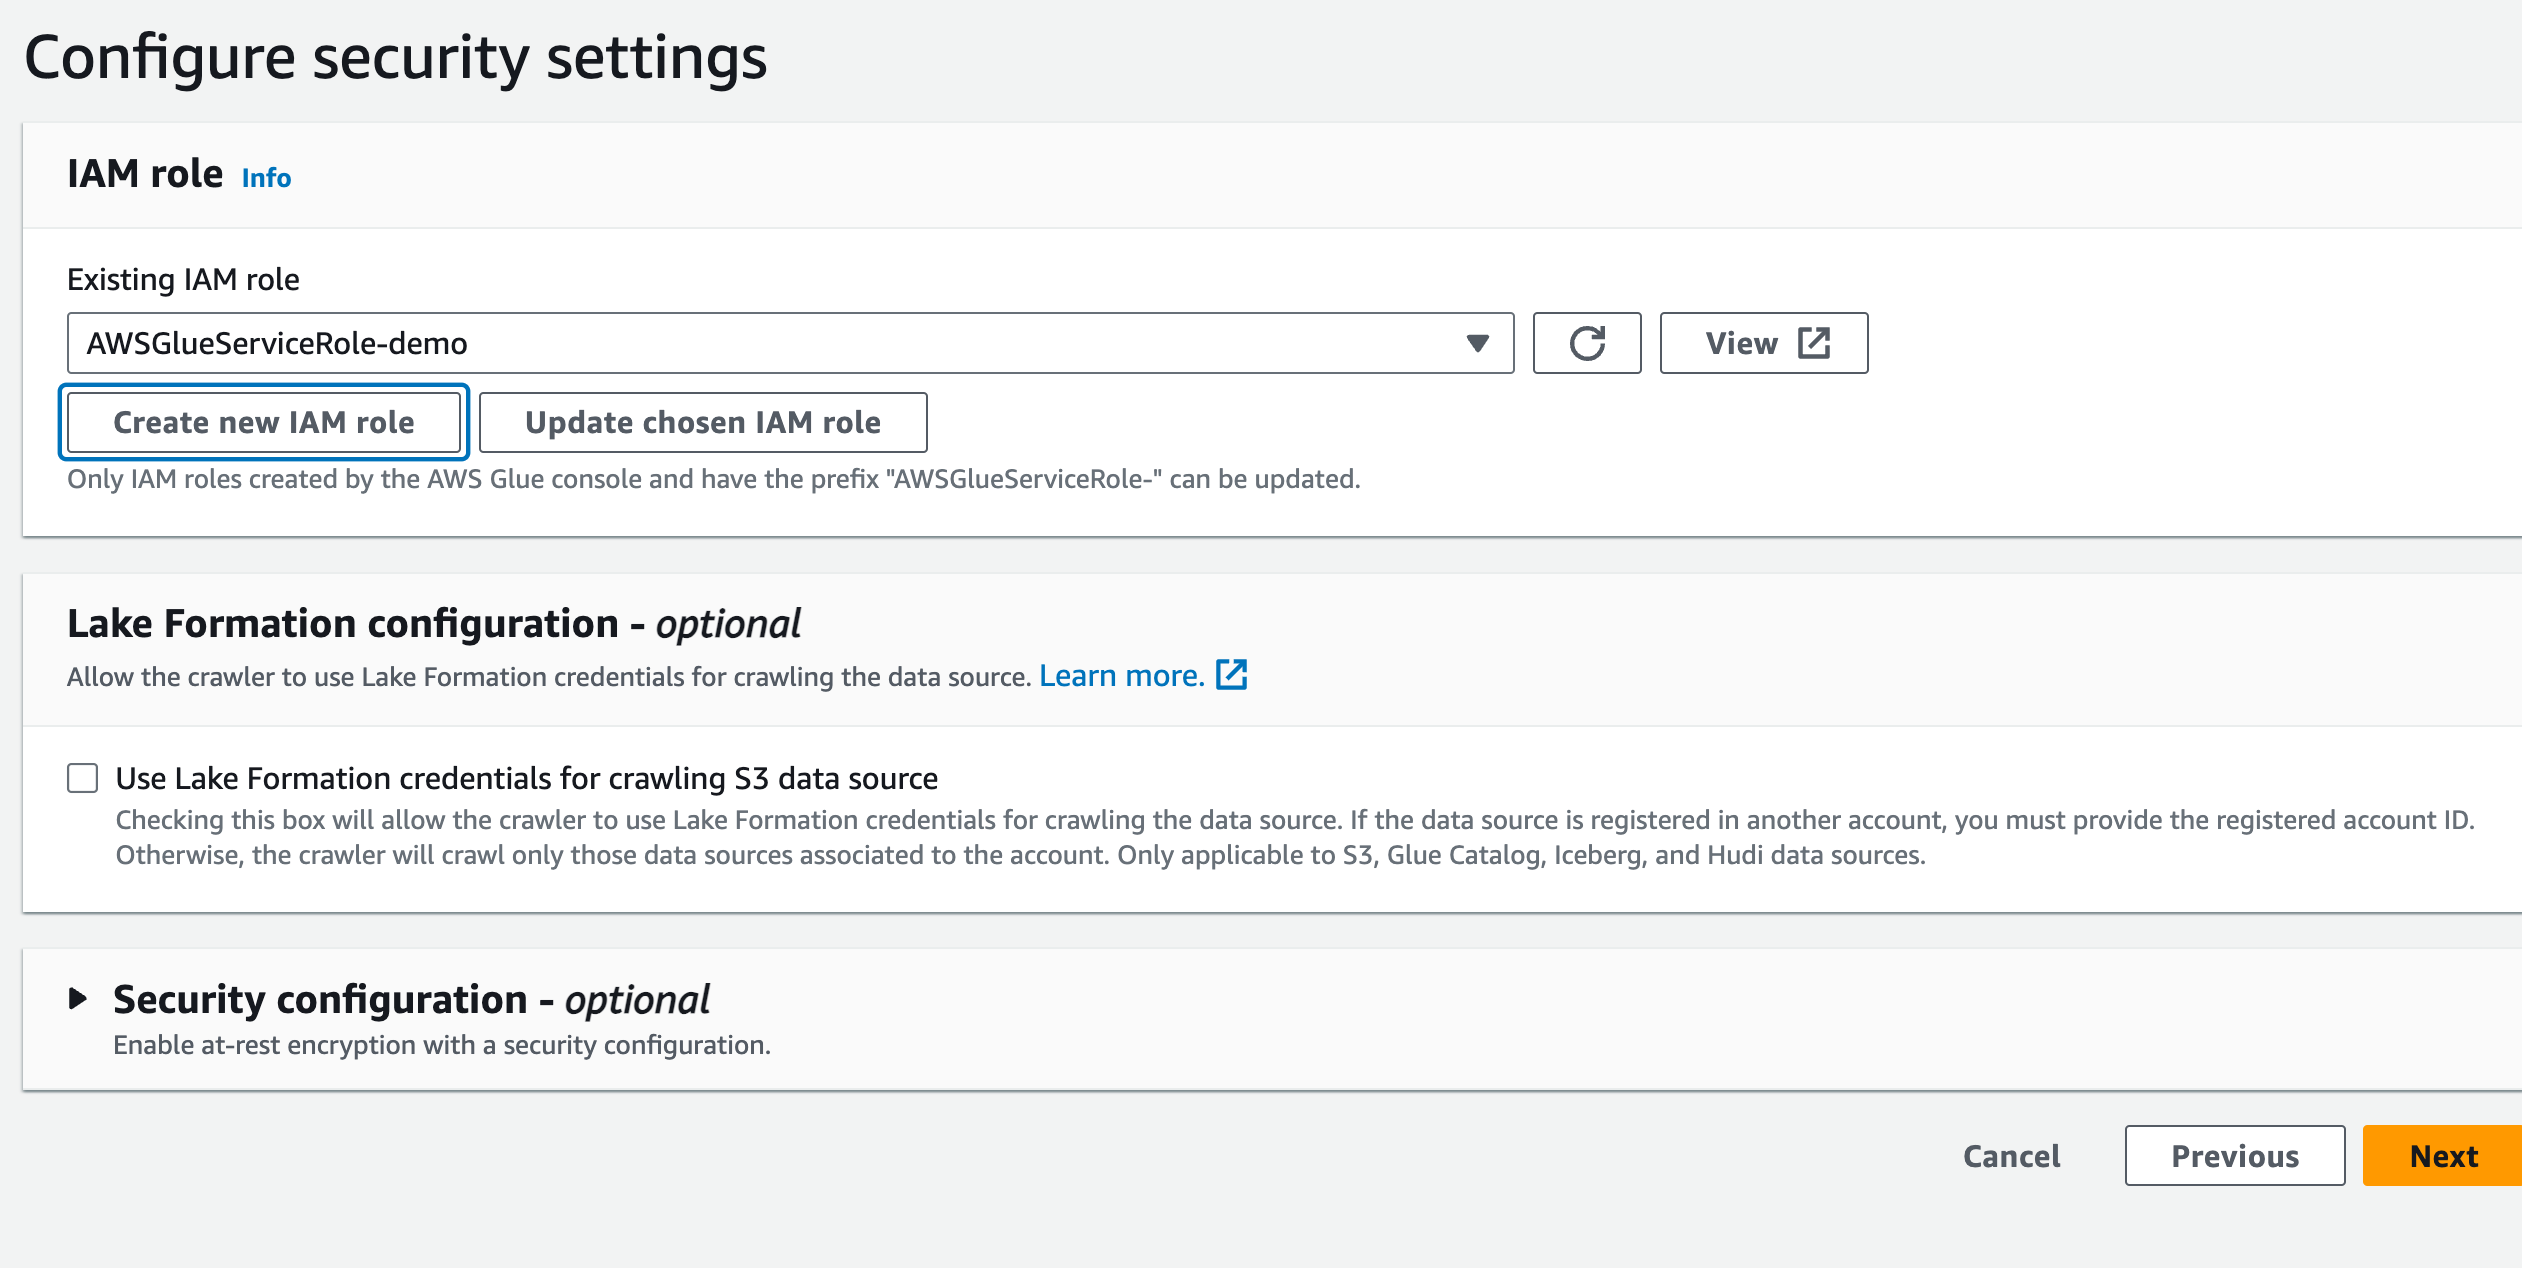 Configure security settings
IAM role Info
Existing IAM role
AWSGlueServiceRole-demo
View
Create new IAM role
Update chosen IAM role
Only IAM roles created by the AWS Glue console and have the prefix "AWSGlueServiceRole-" can be updated.
Lake Formation configuration - optional
Allow the crawler to use Lake Formation credentials for crawling the data source. Learn more.
Use Lake Formation credentials for crawling S3 data source
Checking this box will allow the crawler to use Lake Formation credentials for crawling the data source. If the data source is registered in another account, you must provide the registered account ID.
Otherwise, the crawler will crawl only those data sources associated to the account. Only applicable to S3, Glue Catalog, Iceberg, and Hudi data sources.
Security configuration - optional
Enable at-rest encryption with a security configuration.
Cancel
Previous
Next